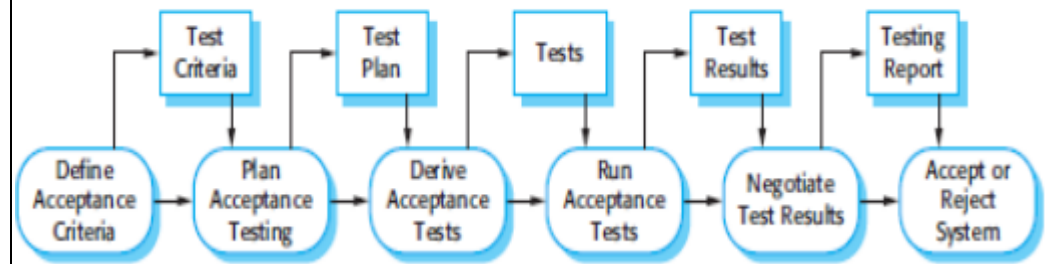 Test
Criteria
Test
Plan
Tests
Test
Results
Testing
Report
Define
Acceptance
Criteria
Plan
Acceptance
Testing
Derive
Acceptance
Tests
Run
Acceptance
Tests
Negotiate
Test Results
Accept or
Reject
System